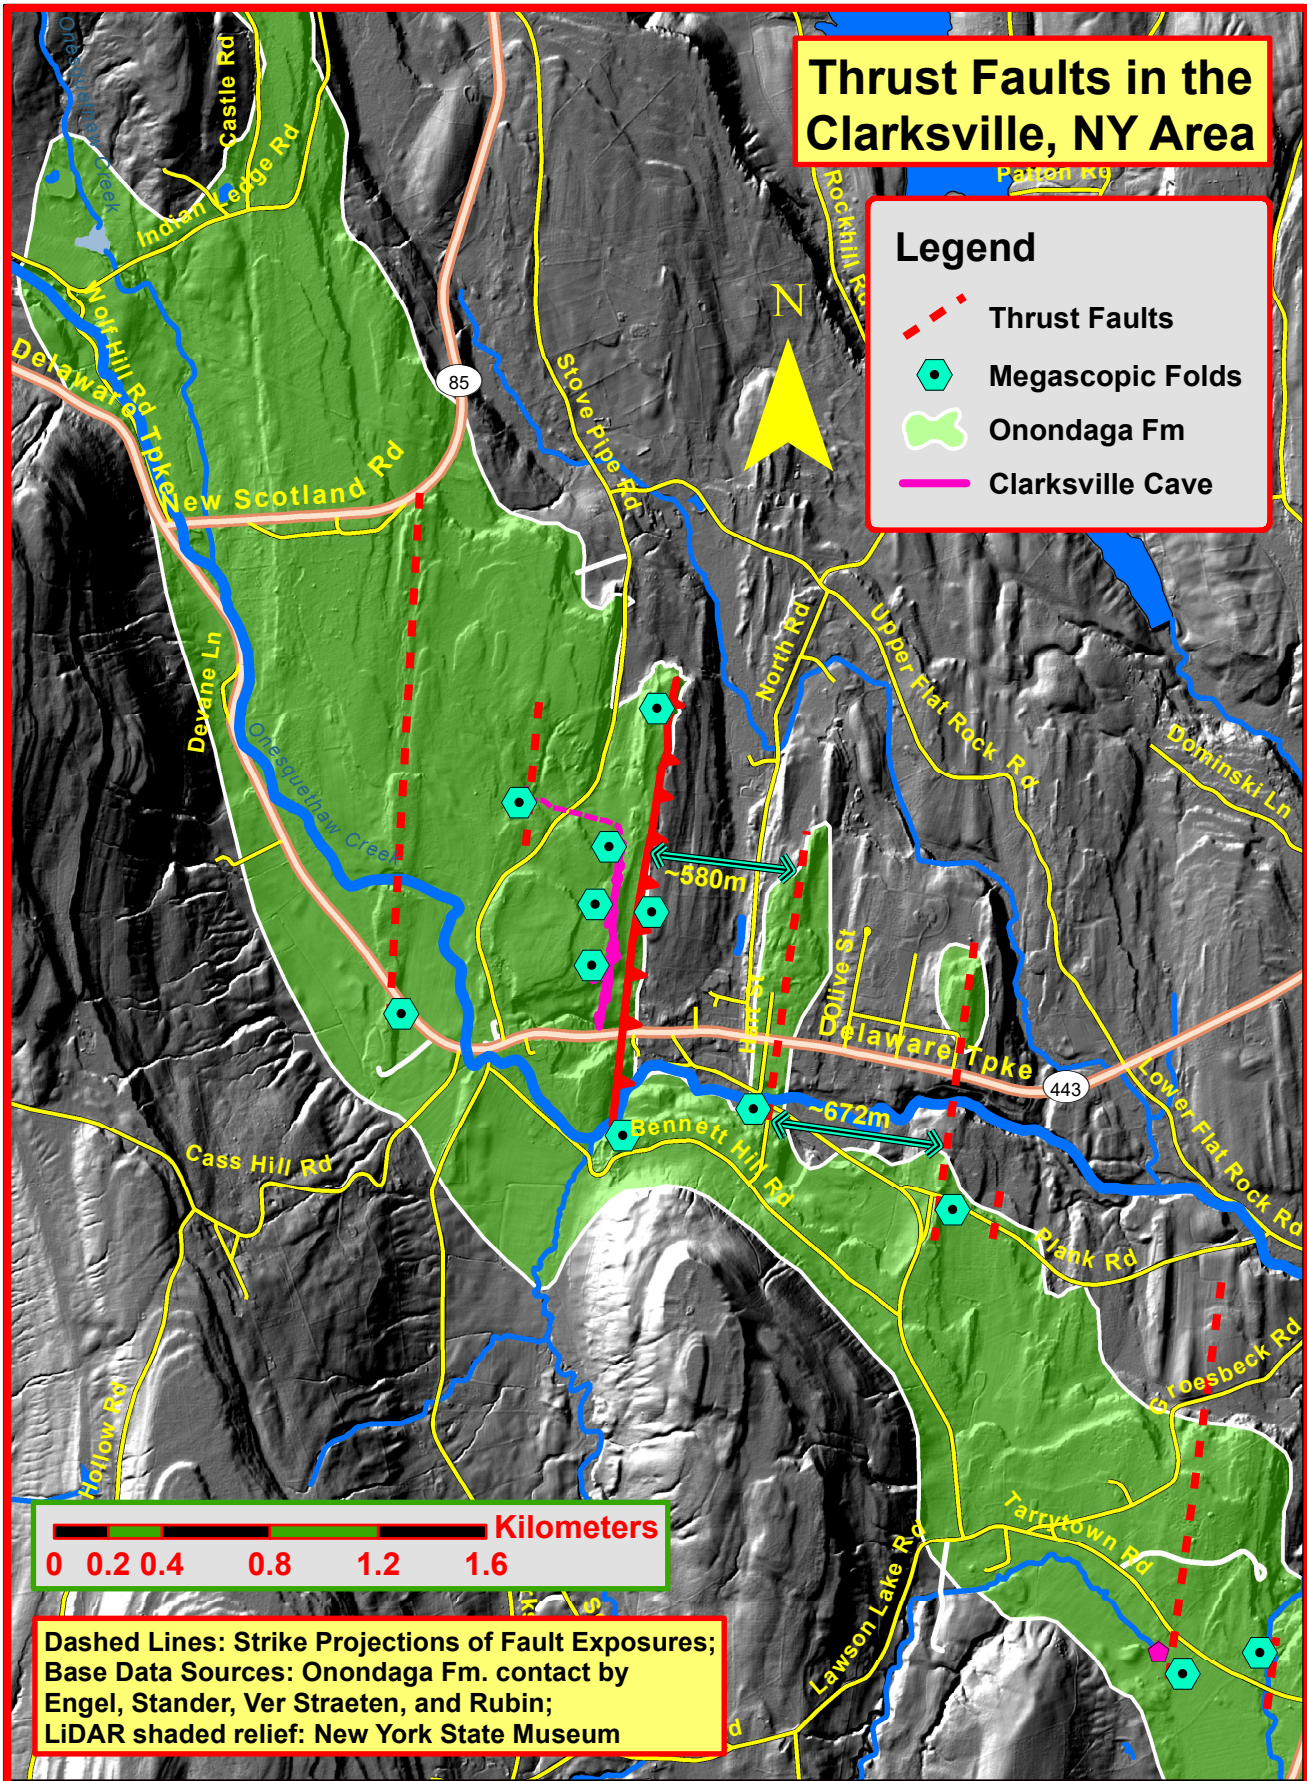 Thrust Faults in the
Clarksville, NY Area
Legend
Thrust Faults
Megascopic Folds
Onondaga Fm
Clarksville Cave
N
Onesquethaw Creek
Castle Rd
Indian Ledge Rd
Wolf Hill Rd
Delaware Tpke
New Scotland Rd
85
Stove Pipe Rd
Rockhill Rd
Patton Rd
Devane Ln
Onesquethaw Creek
North Rd
Upper Flat Rock Rd
Dominski Ln
~580m
Olive St
Hart St
Delaware Tpke
443
Lower Flat Rock Rd
~672m
Bennett Hill Rd
Cass Hill Rd
Plank Rd
Groesbeck Rd
Hollow Rd
Tarrytown Rd
Lawson Lake Rd
Kilometers
0 0.2 0.4 0.8 1.2 1.6
Dashed Lines: Strike Projections of Fault Exposures;
Base Data Sources: Onondaga Fm. contact by
Engel, Stander, Ver Straeten, and Rubin;
LiDAR shaded relief: New York State Museum